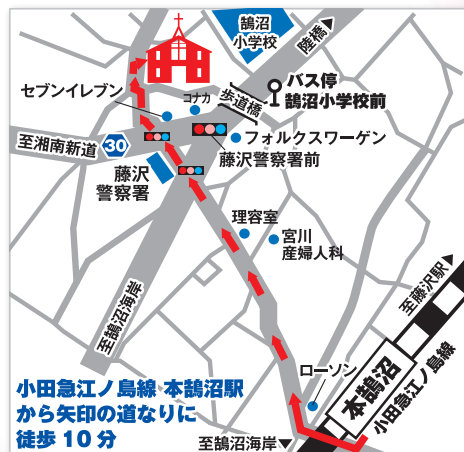 鵠沼
小学校
陸橋
バス停
鵠沼小学校前
セブンイレブン
コナカ
歩道橋
至湘南新道
30
フォルクスワーゲン
藤沢警察署前
藤沢
警察署
理容室
宮川
産婦人科
至鵠沼海岸
至藤沢駅
ローソン
本鵠沼
小田急江ノ島線
小田急江ノ島線 本鵠沼駅
から矢印の道なりに
徒歩 10 分
至鵠沼海岸